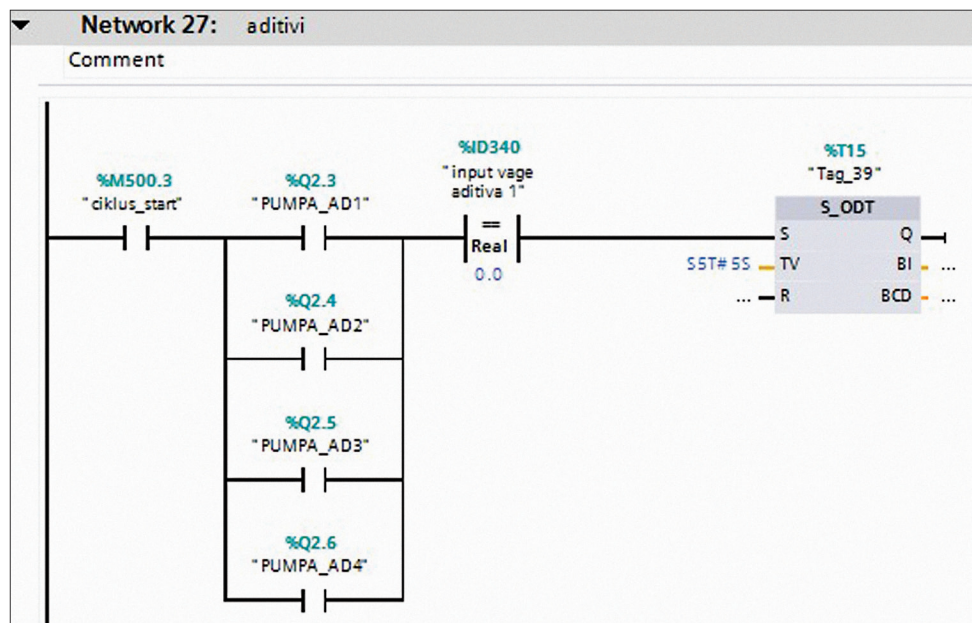 Network 27: aditivi
Comment
%M500.3
"ciklus_start"
%Q2.3
"PUMPA_AD1"
%ID340
"input vage
aditiva 1"
==
Real
0.0
%T15
"Tag_39"
S_ODT
S Q
S5T#5S TV BI ...
... R BCD ...
%Q2.4
"PUMPA_AD2"
%Q2.5
"PUMPA_AD3"
%Q2.6
"PUMPA_AD4"